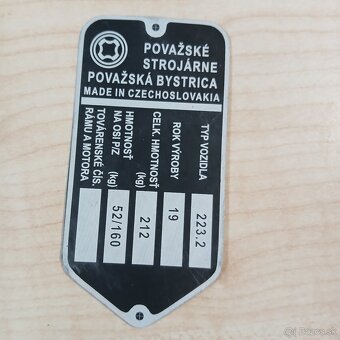 POVAŽSKÉ
STROJÁRNE
POVAŽSKÁ BYSTRICA
MADE IN CZECHOSLOVAKIA
TYP VOZIDLA 223.2
ROK VÝROBY 19
CELK. HMOTNOSŤ (kg) 212
HMOTNOSŤ
NA OSI P/Z (kg) 52/160
TOVÁRENSKÉ ČÍS.
RÁMU A MOTORA